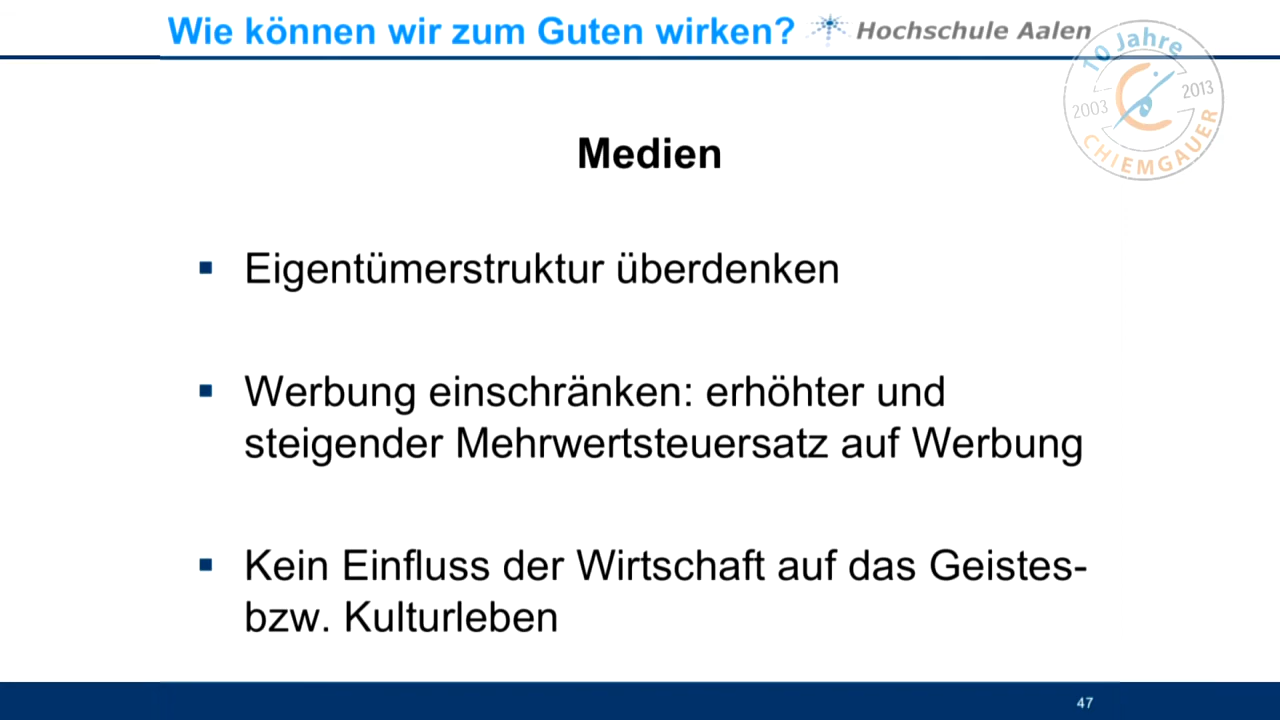 Wie können wir zum Guten wirken?
Hochschule Aalen
10 Jahre
2003
2013
CHIEMGAUER
Medien
▪ Eigentümerstruktur überdenken
▪ Werbung einschränken: erhöhter und
steigender Mehrwertsteuersatz auf Werbung
▪ Kein Einfluss der Wirtschaft auf das Geistes-
bzw. Kulturleben
47